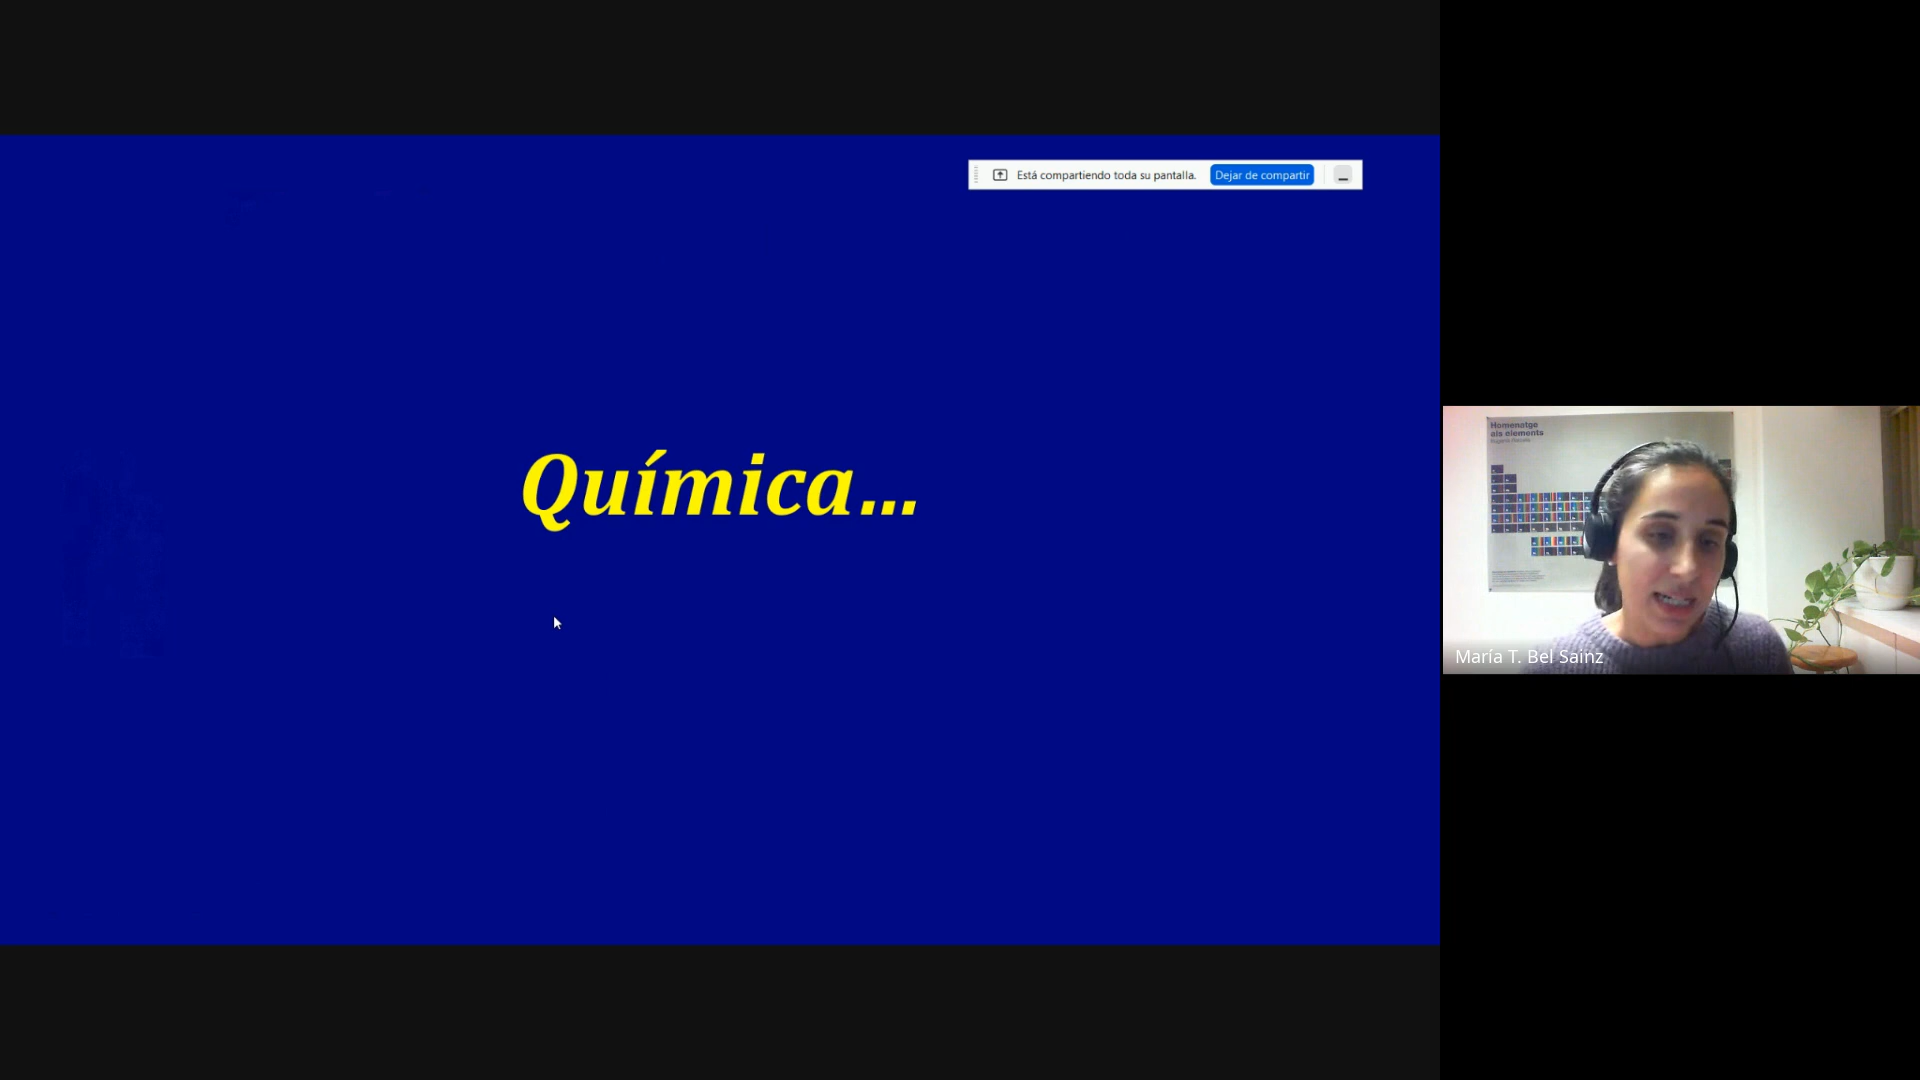 Está compartiendo toda su pantalla. Dejar de compartir
Química...
Homenatge
als elements
María T. Bel Sainz